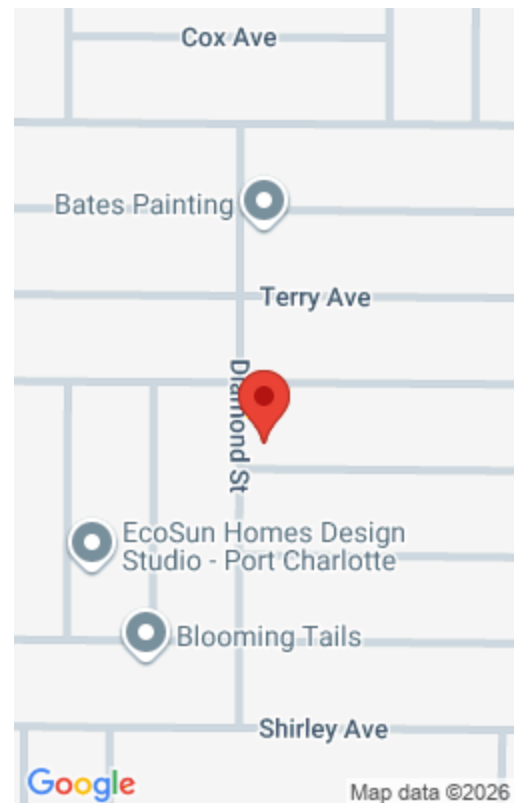 Cox Ave
Bates Painting
Terry Ave
Diamond St
EcoSun Homes Design
Studio - Port Charlotte
Blooming Tails
Shirley Ave
Google
Map data ©2026